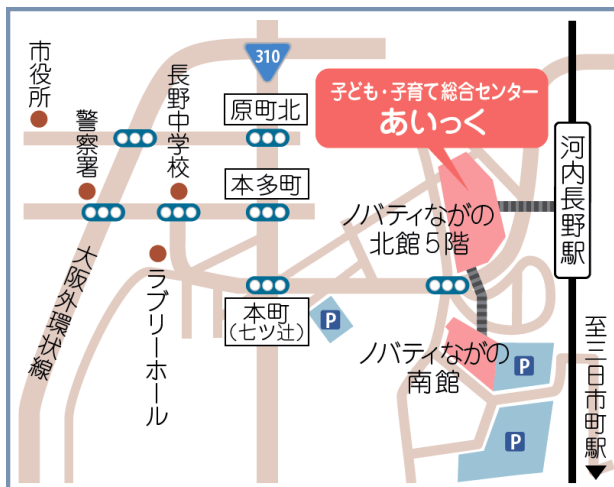 310
市役所
警察署
長野中学校
原町北
本多町
子ども・子育て総合センター
あいっく
河内長野駅
ノバティながの
北館5階
大阪外環状線
ラブリーホール
本町
(七ツ辻)
P
ノバティながの
南館
P
P
至三日市町駅